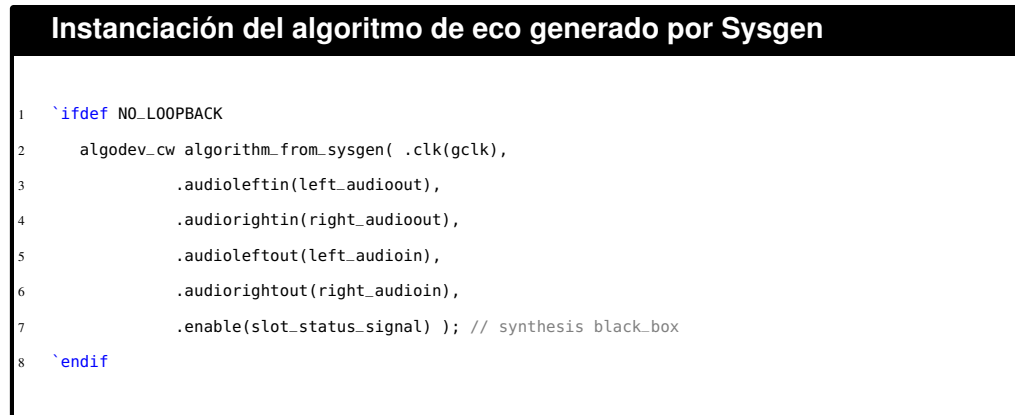 Instanciación del algoritmo de eco generado por Sysgen
1 `ifdef NO_LOOPBACK
2 algodev_cw algorithm_from_sysgen( .clk(gclk),
3 .audioleftin(left_audioout),
4 .audiorightin(right_audioout),
5 .audioleftout(left_audioin),
6 .audiorightout(right_audioin),
7 .enable(slot_status_signal) ); // synthesis black_box
8 `endif